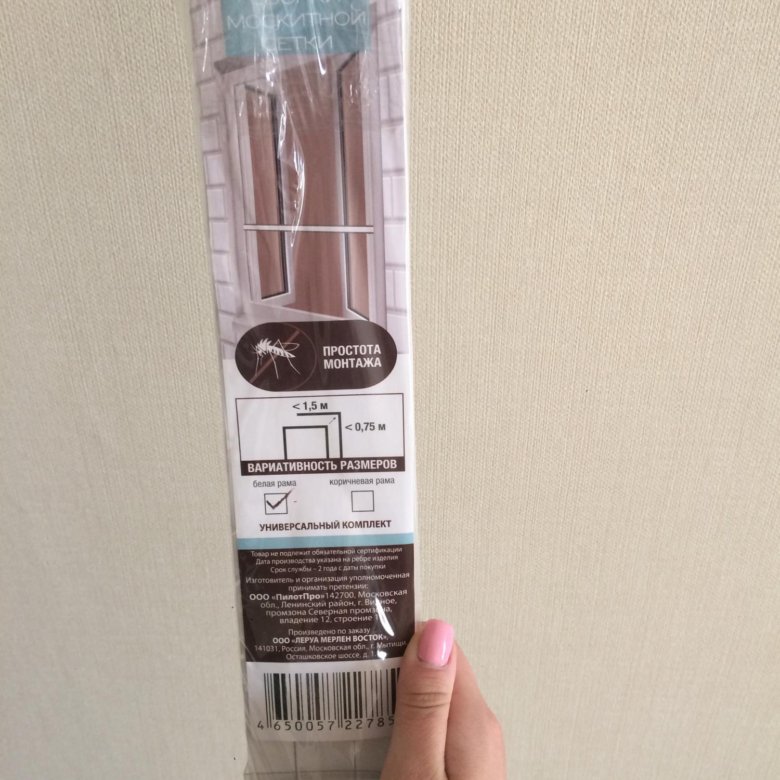 МОСКИТНОЙ
СЕТКИ
ПРОСТОТА
МОНТАЖА
< 1,5 м
< 0,75 м
ВАРИАТИВНОСТЬ РАЗМЕРОВ
белая рама
коричневая рама
УНИВЕРСАЛЬНЫЙ КОМПЛЕКТ
Товар не подлежит обязательной сертификации
Дата производства указана на ребре изделия
Срок службы – 2 года с даты покупки
Изготовитель и организация уполномоченная
принимать претензии:
ООО «ПилотПро» 142700, Московская
обл., Ленинский район, г. Видное,
промзона Северная промзона,
владение 12, строение
Произведено по заказу
ООО «ЛЕРУА МЕРЛЕН ВОСТОК»,
141031, Россия, Московская обл., г. Мытищи
Осташковское шоссе, д.
4 650057 22785